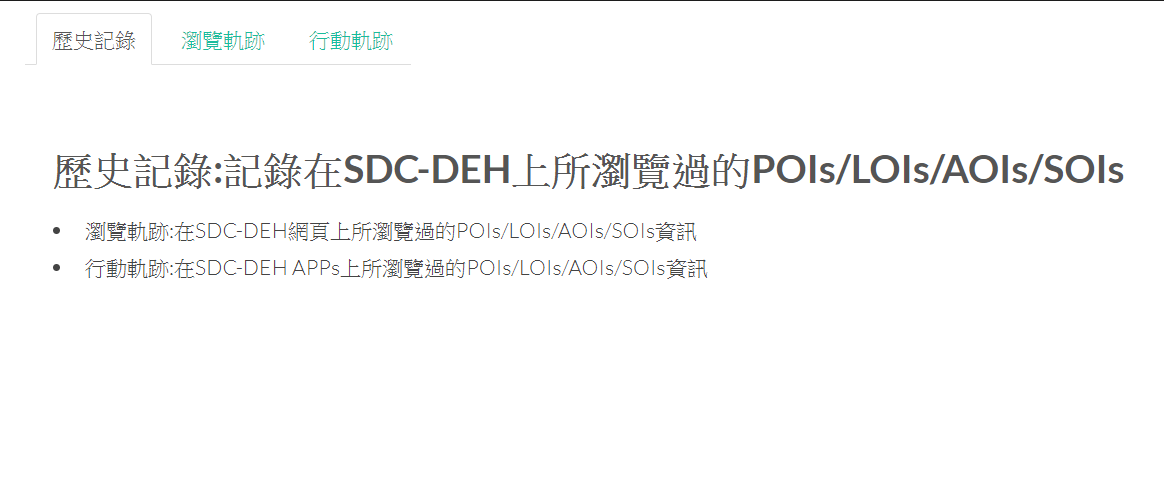 歷史記錄 瀏覽軌跡 行動軌跡
歷史記錄:記錄在SDC-DEH上所瀏覽過的POIs/LOIs/AOIs/SOIs
• 瀏覽軌跡:在SDC-DEH網頁上所瀏覽過的POIs/LOIs/AOIs/SOIs資訊
• 行動軌跡:在SDC-DEH APPs上所瀏覽過的POIs/LOIs/AOIs/SOIs資訊